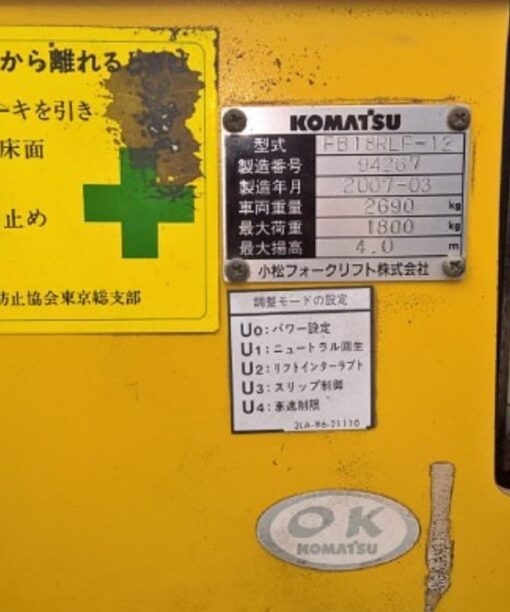 から離れる
ーキを引き
床面
止め
防止協会東京総支部
KOMATSU
型式 FB18RLF-12
製造番号 94267
製造年月 2007-03
車両重量 2690 kg
最大荷重 1800 kg
最大揚高 4.0 m
小松フォークリフト株式会社
調整モードの設定
U0:パワー設定
U1:ニュートラル回生
U2:リフトインターラプト
U3:スリップ制御
U4:車速制限
3LA-96-21110
OK
KOMATSU